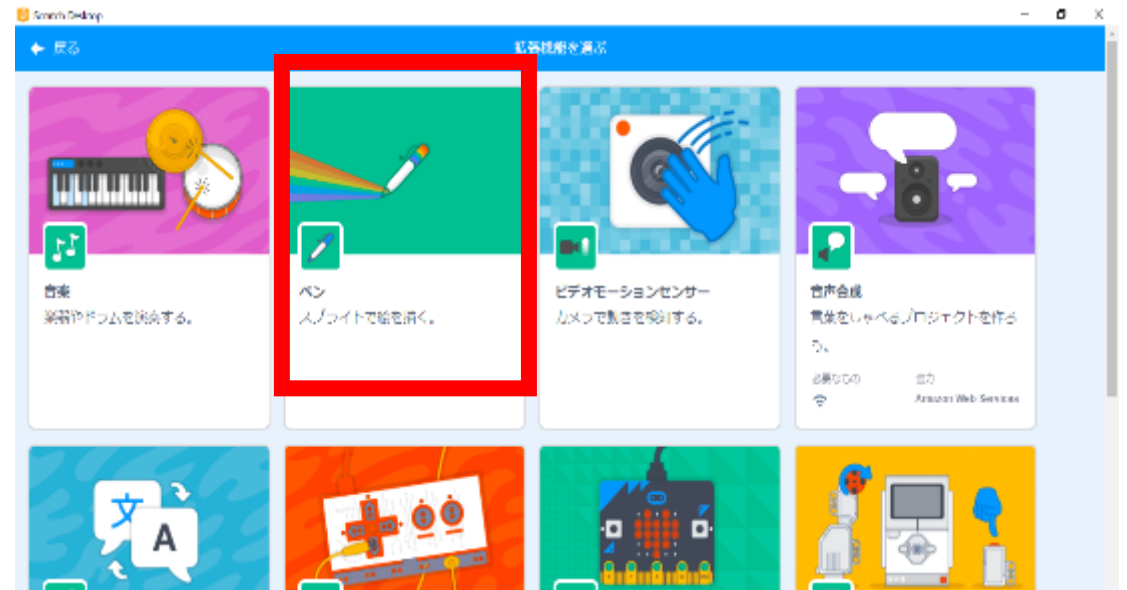 Scratch Desktop
戻る
拡張機能を選ぶ
音楽
楽器やドラムを演奏する。
ペン
スプライトで絵を描く。
ビデオモーションセンサー
カメラで動きを検知する。
音声合成
言葉をしゃべるプロジェクトを作ろ
う。
必要なもの
協力
Amazon Web Services
文
A